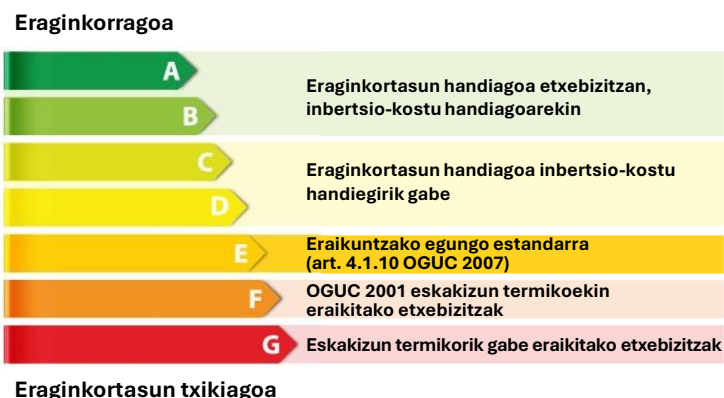 Eraginkorragoa
A
Eraginkortasun handiagoa etxebizitzan,
inbertsio-kostu handiagoarekin
B
C
Eraginkortasun handiagoa inbertsio-kostu
handiegirik gabe
D
E
Eraikuntzako egungo estandarra
(art. 4.1.10 OGUC 2007)
F
OGUC 2001 eskakizun termikoekin
eraikitako etxebizitzak
G
Eskakizun termikorik gabe eraikitako etxebizitzak
Eraginkortasun txikiagoa